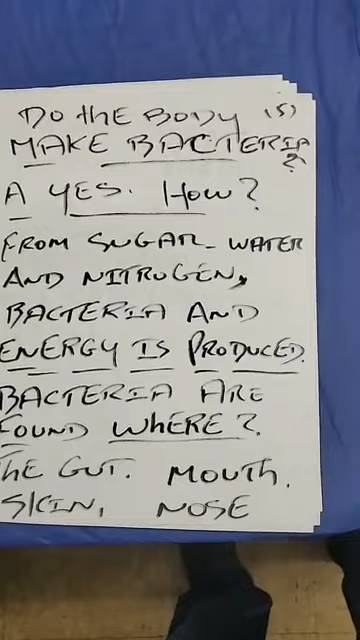 Do the BODY (5)
MAKE BACTERIA
?
A YES. How?
FROM SUGAR- WATER
AND NITROGEN,
BACTERIA AND
ENERGY IS PRODUCED.
BACTERIA ARE
FOUND WHERE?
THE GUT. MOUTH.
SKIN, NOSE